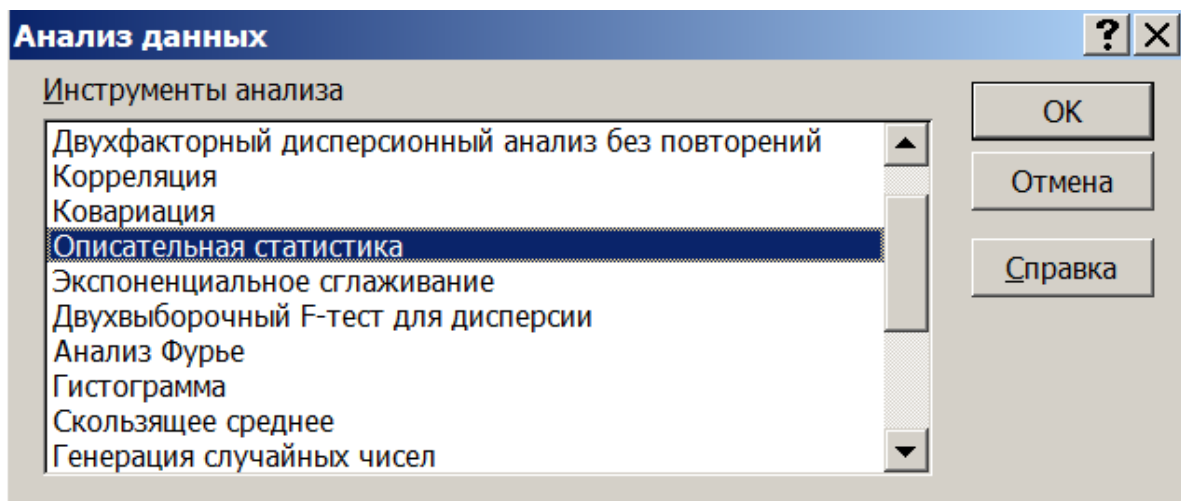 Анализ данных
Инструменты анализа
Двухфакторный дисперсионный анализ без повторений
Корреляция
Ковариация
Описательная статистика
Экспоненциальное сглаживание
Двухвыборочный F-тест для дисперсии
Анализ Фурье
Гистограмма
Скользящее среднее
Генерация случайных чисел
OK
Отмена
Справка